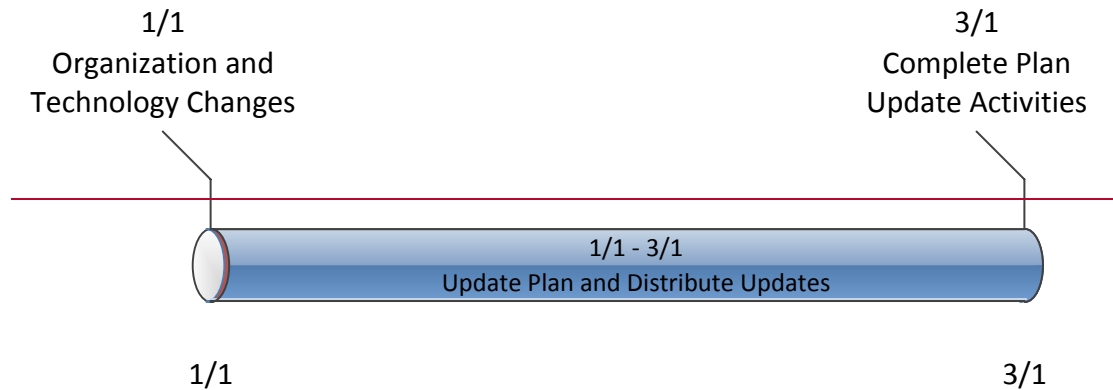 1/1
Organization and
Technology Changes
3/1
Complete Plan
Update Activities
1/1 - 3/1
Update Plan and Distribute Updates
1/1
3/1